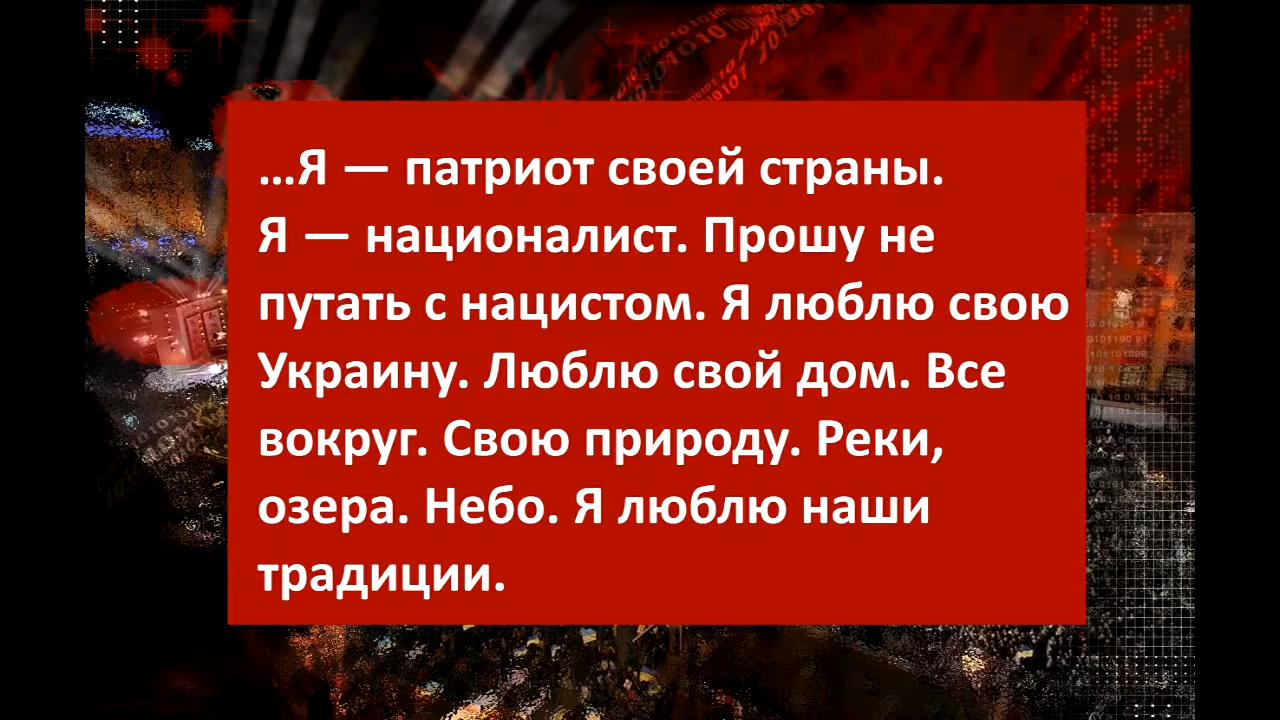 ...Я — патриот своей страны.
Я — националист. Прошу не
путать с нацистом. Я люблю свою
Украину. Люблю свой дом. Все
вокруг. Свою природу. Реки,
озера. Небо. Я люблю наши
традиции.